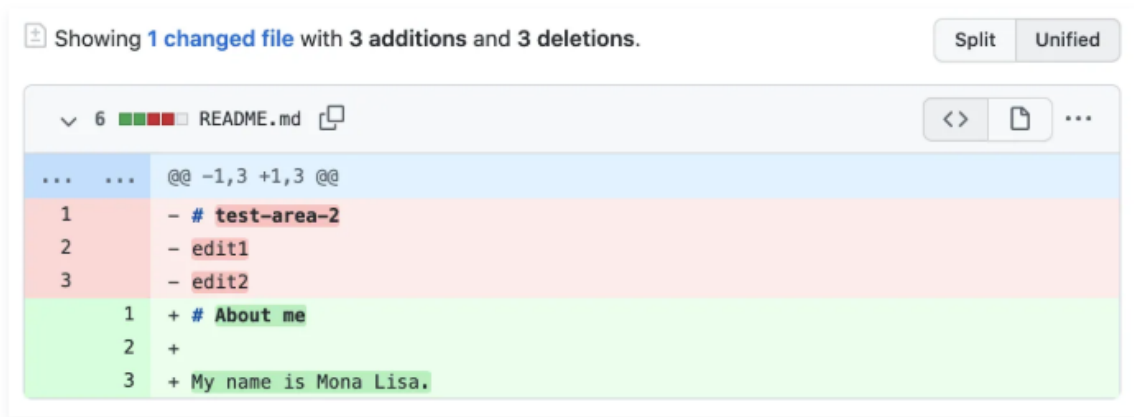 Showing 1 changed file with 3 additions and 3 deletions.
Split Unified
6 README.md
... ... @@ -1,3 +1,3 @@
1 - # test-area-2
2 - edit1
3 - edit2
1 + # About me
2 +
3 + My name is Mona Lisa.